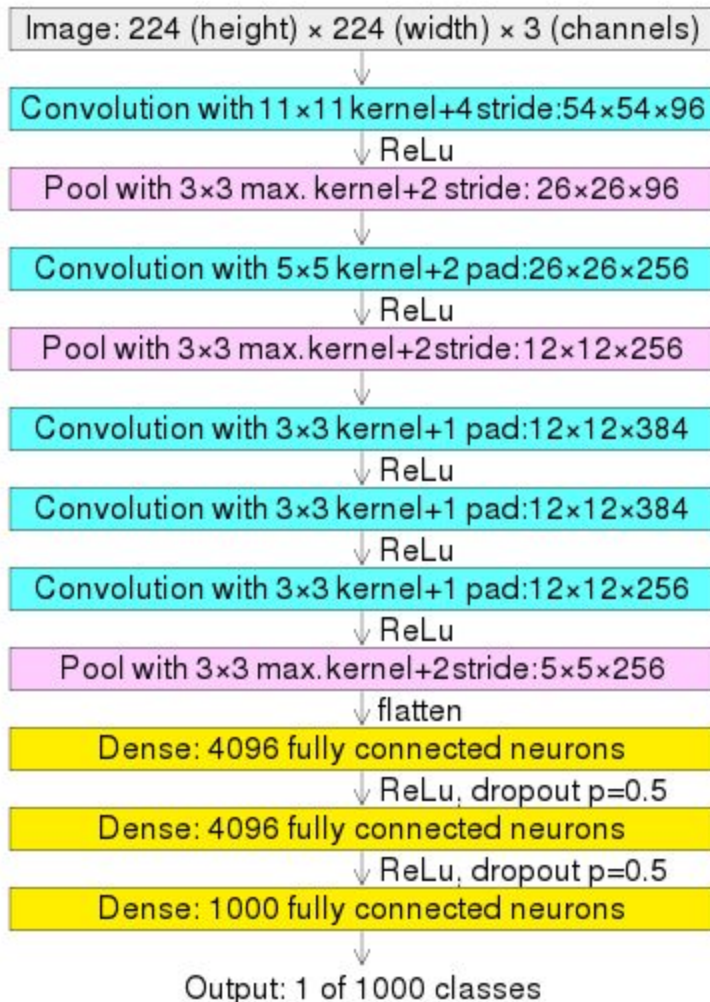 Image: 224 (height) × 224 (width) × 3 (channels)
Convolution with 11×11 kernel+4 stride:54×54×96
ReLu
Pool with 3×3 max. kernel+2 stride: 26×26×96
Convolution with 5×5 kernel+2 pad:26×26×256
ReLu
Pool with 3×3 max.kernel+2stride:12×12×256
Convolution with 3×3 kernel+1 pad:12×12×384
ReLu
Convolution with 3×3 kernel+1 pad:12×12×384
ReLu
Convolution with 3×3 kernel+1 pad:12×12×256
ReLu
Pool with 3×3 max.kernel+2stride:5×5×256
flatten
Dense: 4096 fully connected neurons
ReLu, dropout p=0.5
Dense: 4096 fully connected neurons
ReLu, dropout p=0.5
Dense: 1000 fully connected neurons
Output: 1 of 1000 classes